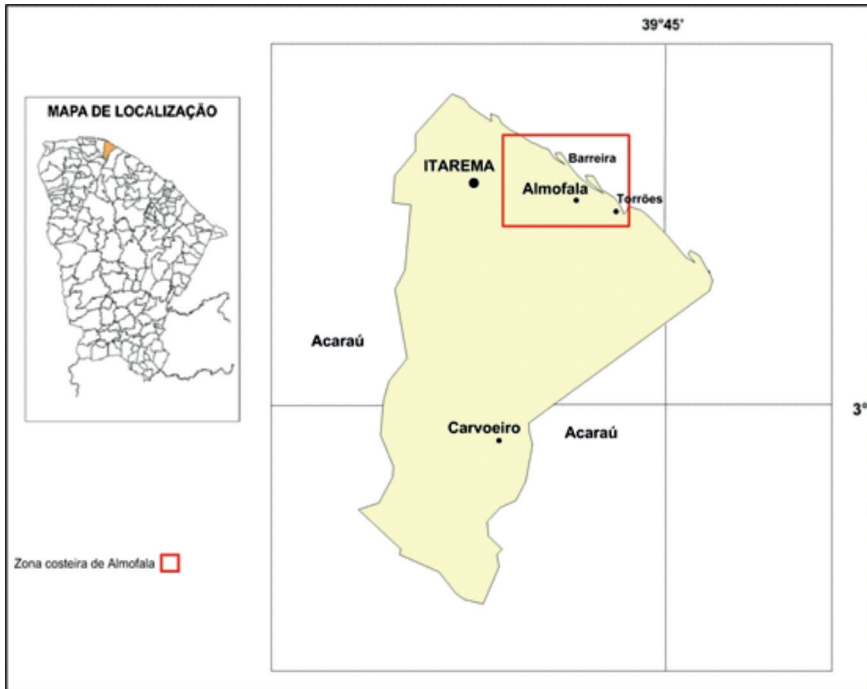 39°45'
MAPA DE LOCALIZAÇÃO
ITAREMA
Barreira
Almofala
Torrões
Acaraú
3°
Carvoeiro
Acaraú
Zona costeira de Almofala